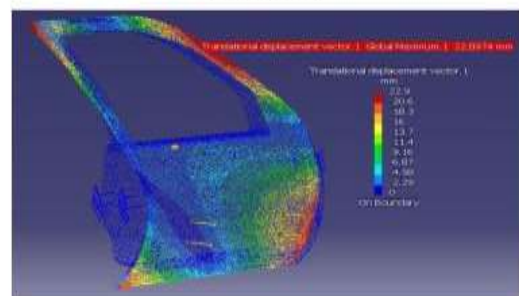 Translational displacement vector.1 Global Maximum.1 22.8974 mm
Translational displacement vector.1
mm
22.9
20.6
18.3
16
13.7
11.4
9.16
6.87
4.58
2.29
0
On Boundary